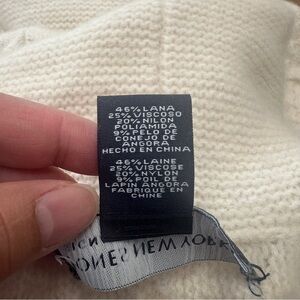 46% LANA
25% VISCOSO
20% NILON
POLIAMIDA
9% PELO DE
CONEJO DE
ANGORA
HECHO EN CHINA
46% LAINE
25% VISCOSE
20% NYLON
9% POIL DE
LAPIN ANGORA
FABRIQUE EN
CHINE